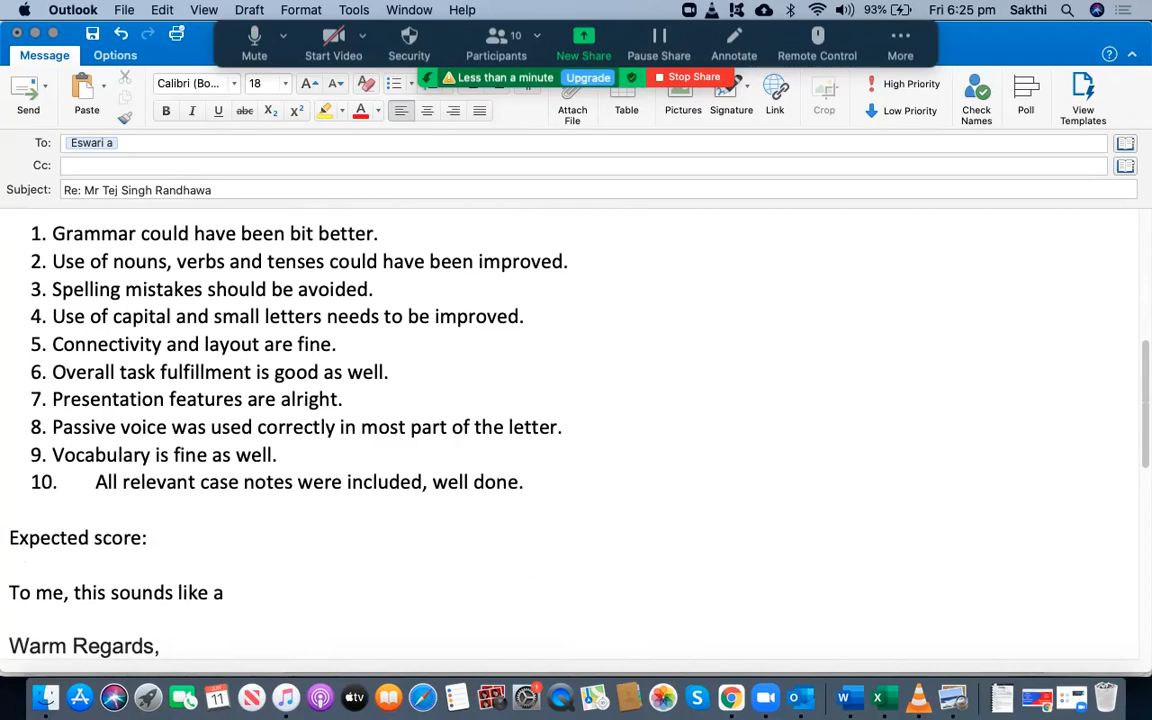 Outlook File Edit View Draft Format Tools Window Help 93% Fri 6:25 pm Sakthi
Mute Start Video Security Participants 10 New Share Pause Share Annotate Remote Control More
Message Options
Less than a minute Upgrade Stop Share
Send Paste Calibri (Bo... 18 A A B I U abc X2 X2 A Attach File Table Pictures Signature Link Crop High Priority Low Priority Check Names Poll View Templates
To: Eswari a
Cc:
Subject: Re: Mr Tej Singh Randhawa
1. Grammar could have been bit better.
2. Use of nouns, verbs and tenses could have been improved.
3. Spelling mistakes should be avoided.
4. Use of capital and small letters needs to be improved.
5. Connectivity and layout are fine.
6. Overall task fulfillment is good as well.
7. Presentation features are alright.
8. Passive voice was used correctly in most part of the letter.
9. Vocabulary is fine as well.
10. All relevant case notes were included, well done.
Expected score:
To me, this sounds like a
Warm Regards,